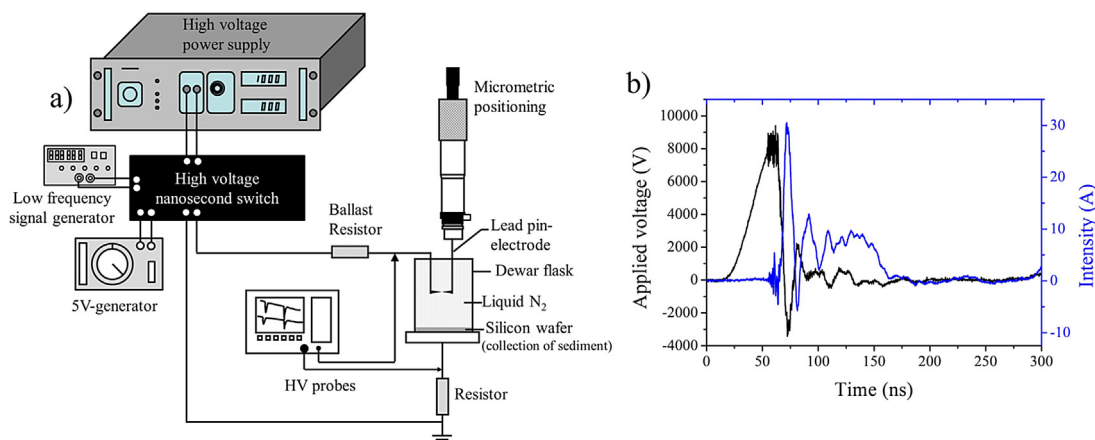 a)
High voltage
power supply
1000
000
Micrometric
positioning
High voltage
nanosecond switch
Low frequency
signal generator
Ballast
Resistor
Lead pin-
electrode
Dewar flask
5V-generator
Liquid N₂
Silicon wafer
(collection of sediment)
HV probes
Resistor
b)
Applied voltage (V)
10000
8000
6000
4000
2000
0
-2000
-4000
0
50
100
150
200
250
300
Time (ns)
30
20
10
0
-10
Intensity (A)